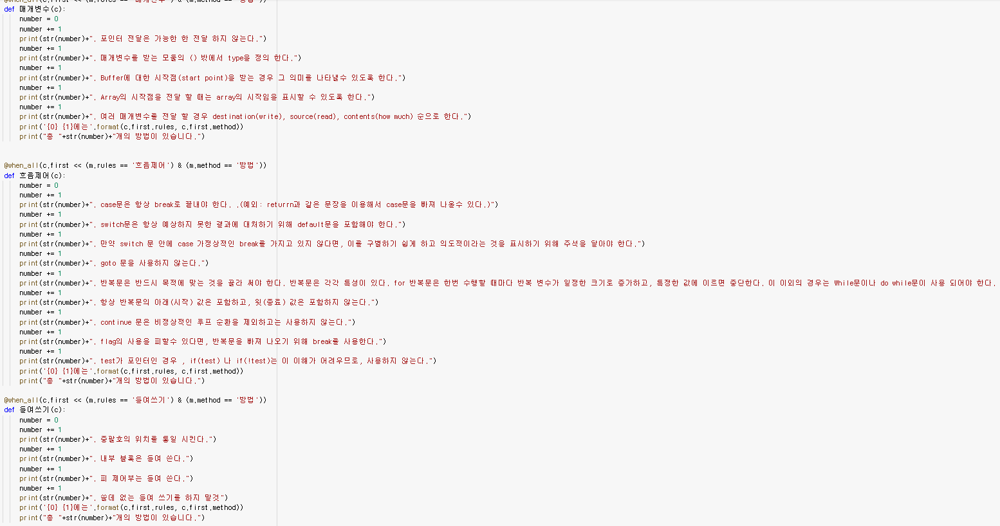 @when_all(c.first << (m.rules == '매개변수') & (m.method == '방법'))
def 매개변수(c):
number = 0
number += 1
print(str(number)+". 포인터 전달은 가능한 한 전달 하지 않는다.")
number += 1
print(str(number)+". 매개변수를 받는 모듈의 () 밖에서 type을 정의 한다.")
number += 1
print(str(number)+". Buffer에 대한 시작점(start point)을 받는 경우 그 의미를 나타낼수 있도록 한다.")
number += 1
print(str(number)+". Array의 시작점을 전달 할 때는 array의 시작임을 표시할 수 있도록 한다.")
number += 1
print(str(number)+". 여러 매개변수를 전달 할 경우 destination(write), source(read), contents(how much) 순으로 한다.")
print('{0} {1}에는'.format(c.first.rules, c.first.method))
print("총 "+str(number)+"개의 방법이 있습니다.")
@when_all(c.first << (m.rules == '흐름제어') & (m.method == '방법'))
def 흐름제어(c):
number = 0
number += 1
print(str(number)+". case문은 항상 break로 끝내야 한다. .(예외: returrn과 같은 문장을 이용해서 case문을 빠져 나올수 있다.)")
number += 1
print(str(number)+". switch문은 항상 예상하지 못한 결과에 대처하기 위해 default문을 포함해야 한다.")
number += 1
print(str(number)+". 만약 switch 문 안에 case 가정상적인 break를 가지고 있지 않다면, 이를 구별하기 쉽게 하고 의도적이라는 것을 표시하기 위해 주석을 달아야 한다.")
number += 1
print(str(number)+". goto 문을 사용하지 않는다.")
number += 1
print(str(number)+". 반복문은 반드시 목적에 맞는 것을 골라 써야 한다. 반복문은 각각 특성이 있다. for 반복문은 한번 수행할 때마다 반복 변수가 일정한 크기로 증가하고, 특정한 값에 이르면 중단한다. 이 이외의 경우는 While문이나 do while문이 사용 되어야 한다.
number += 1
print(str(number)+". 항상 반복문의 아래(시작) 값은 포함하고, 윗(종료) 값은 포함하지 않는다.")
number += 1
print(str(number)+". continue 문은 비정상적인 루프 순환을 제외하고는 사용하지 않는다.")
number += 1
print(str(number)+". flag의 사용을 피할수 있다면, 반복문을 빠져 나오기 위해 break를 사용한다.")
number += 1
print(str(number)+". test가 포인터인 경우 , if(test) 나 if(!test)는 이 이해가 어려우므로, 사용하지 않는다.")
print('{0} {1}에는'.format(c.first.rules, c.first.method))
print("총 "+str(number)+"개의 방법이 있습니다.")
@when_all(c.first << (m.rules == '들여쓰기') & (m.method == '방법'))
def 들여쓰기(c):
number = 0
number += 1
print(str(number)+". 중괄호의 위치를 통일 시킨다.")
number += 1
print(str(number)+". 내부 블록은 들여 쓴다.")
number += 1
print(str(number)+". 피 제어부는 들여 쓴다.")
number += 1
print(str(number)+". 쓸데 없는 들여 쓰기를 하지 말것")
print('{0} {1}에는'.format(c.first.rules, c.first.method))
print("총 "+str(number)+"개의 방법이 있습니다.")